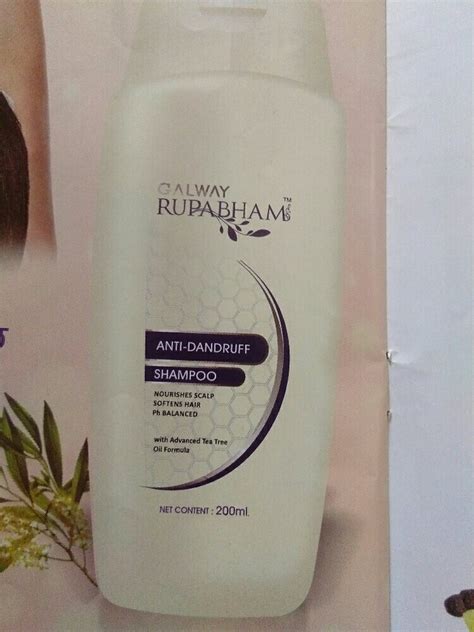 GALWAY
RUPABHAM™
ANTI-DANDRUFF
SHAMPOO
NOURISHES SCALP
SOFTENS HAIR
Ph BALANCED
with Advanced Tea Tree
Oil Formula
NET CONTENT : 200ml.